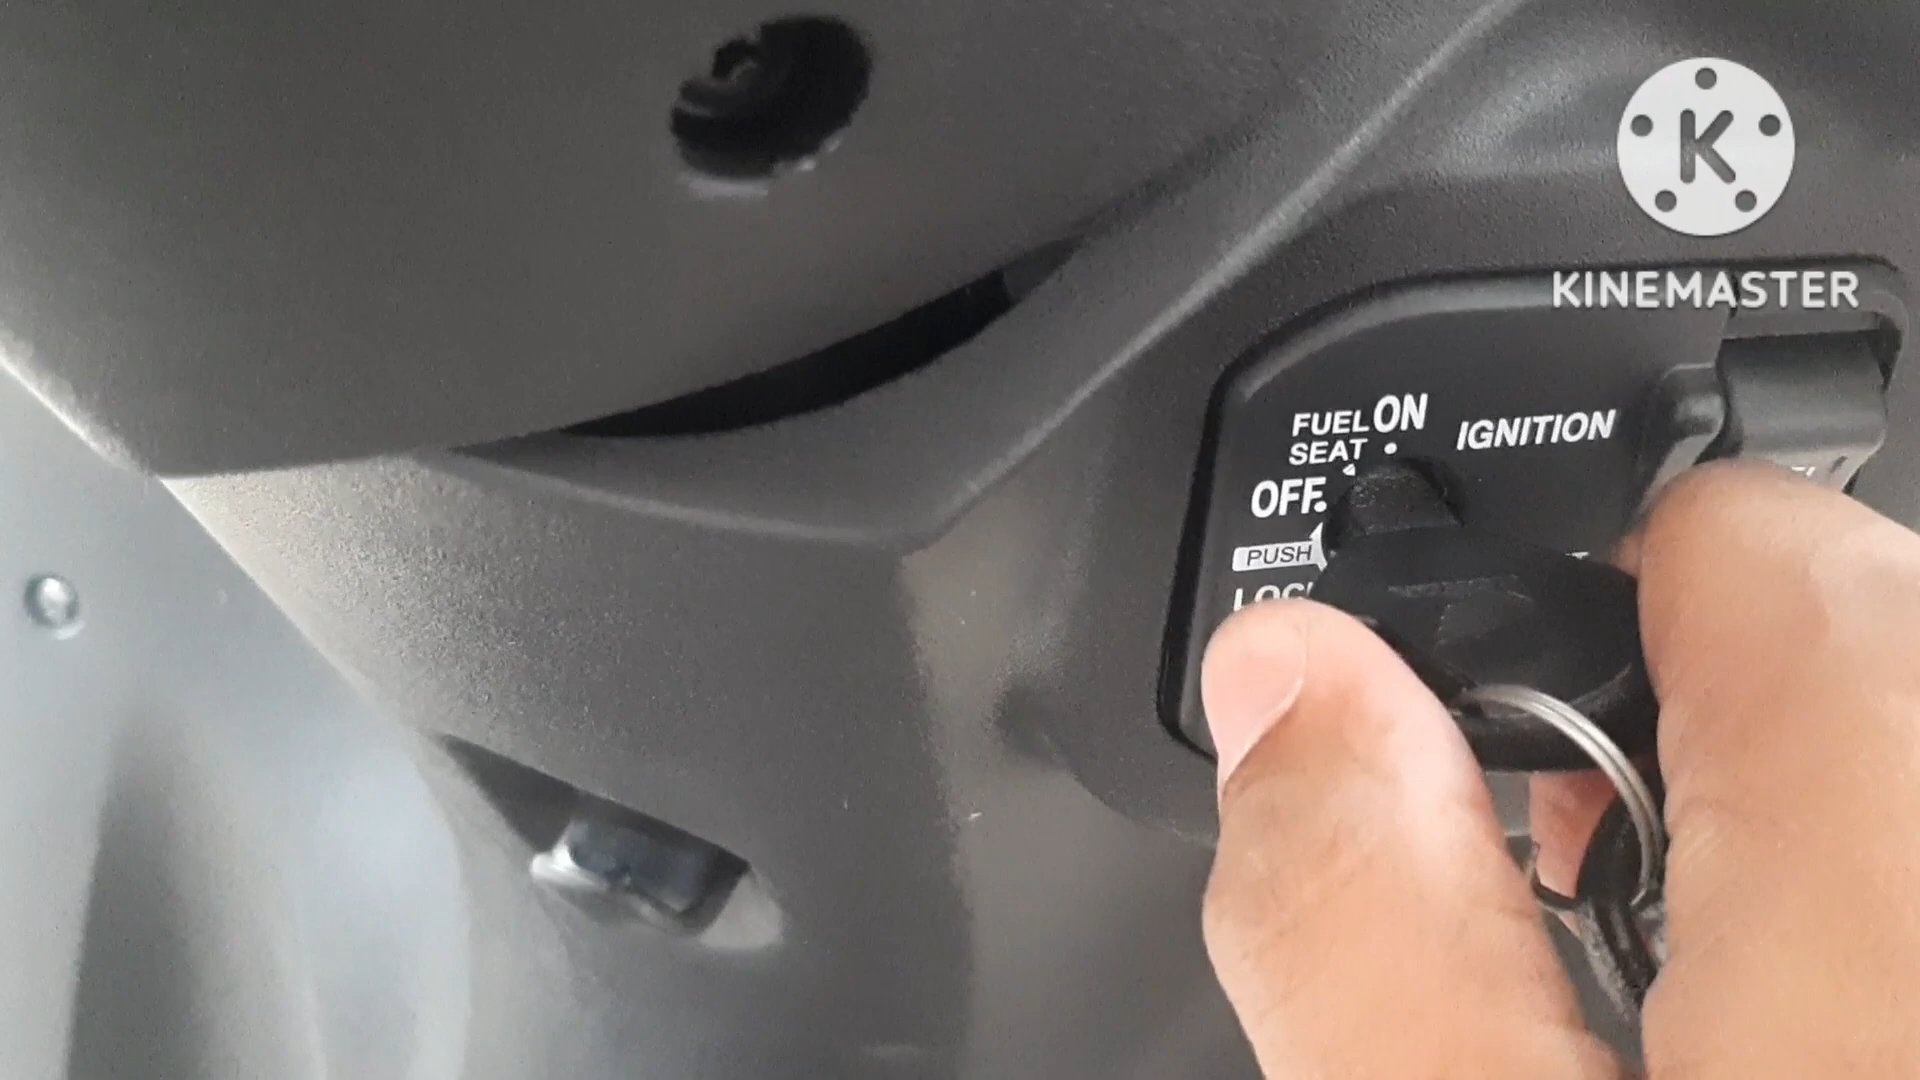 K
KINEMASTER
FUEL ON
SEAT
IGNITION
OFF
PUSH